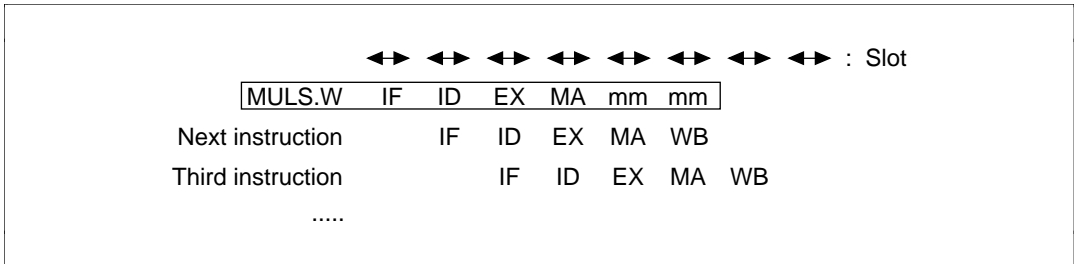 : Slot
MULS.W IF ID EX MA mm mm
Next instruction IF ID EX MA WB
Third instruction IF ID EX MA WB
.....